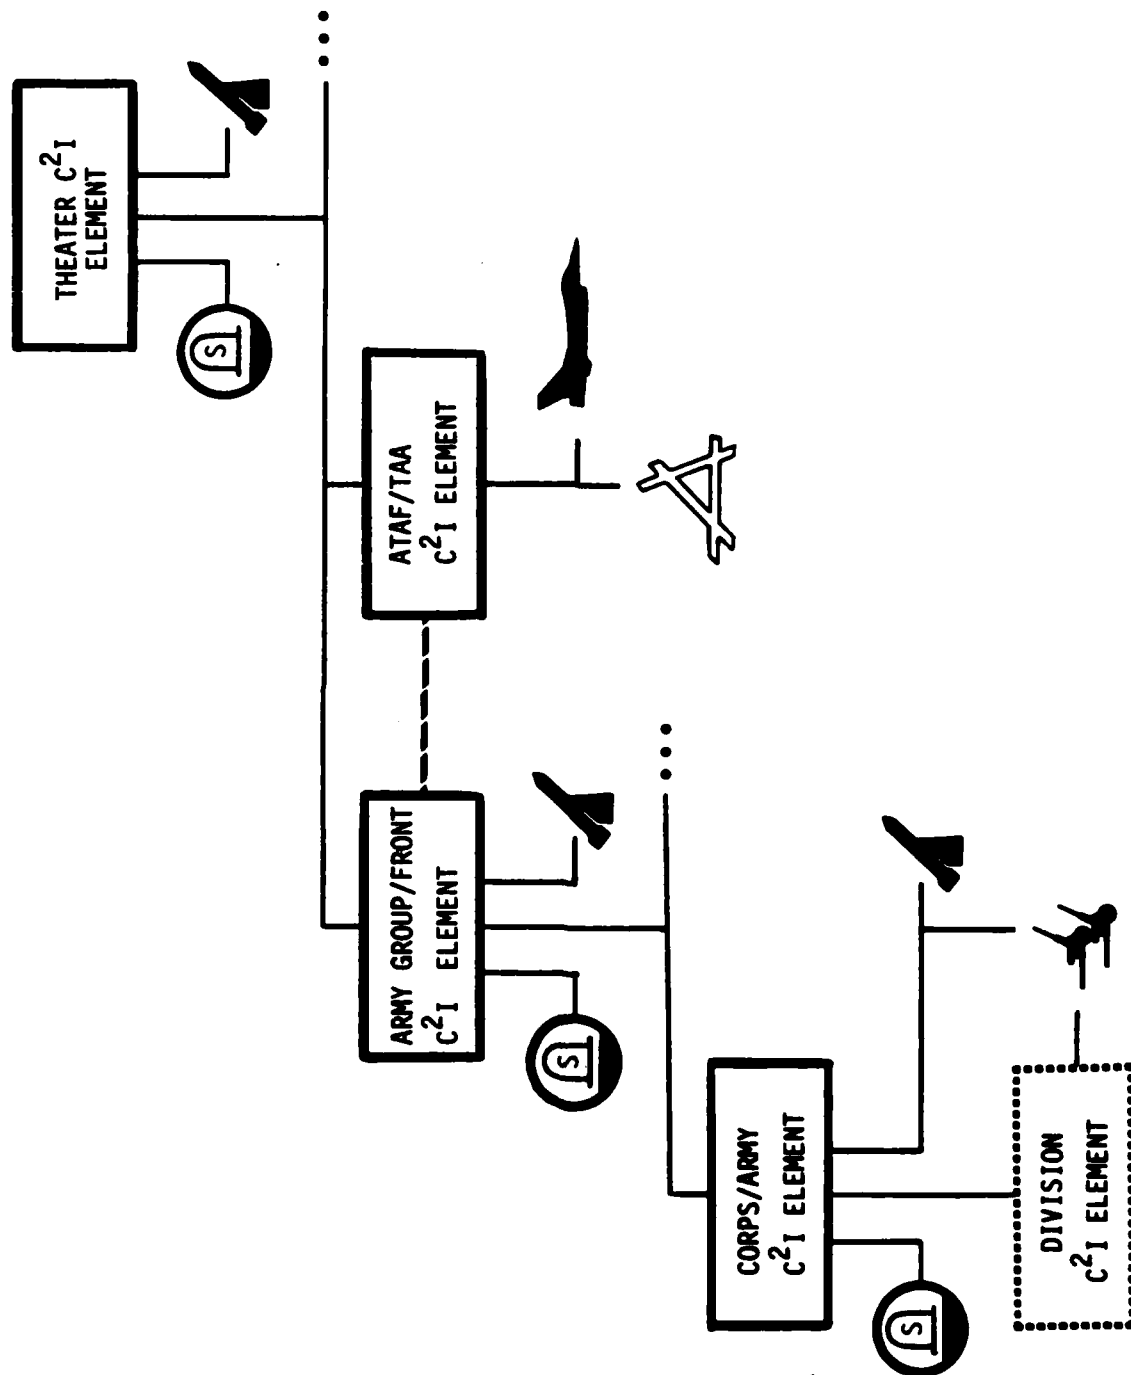 THEATER C²I
ELEMENT
S
ATAF/TAA
C²I ELEMENT
ARMY GROUP/FRONT
C²I ELEMENT
S
CORPS/ARMY
C²I ELEMENT
S
DIVISION
C²I ELEMENT